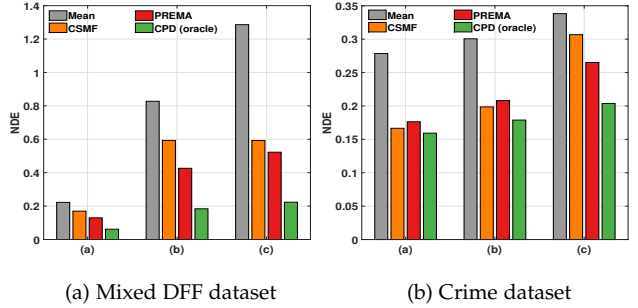 1.4
1.2
1
0.8
0.6
0.4
0.2
0
NDE
Mean
CSMF
PREMA
CPD (oracle)
(a)
(b)
(c)
(a) Mixed DFF dataset
0.35
0.3
0.25
0.2
0.15
0.1
0.05
0
NDE
Mean
CSMF
PREMA
CPD (oracle)
(a)
(b)
(c)
(b) Crime dataset